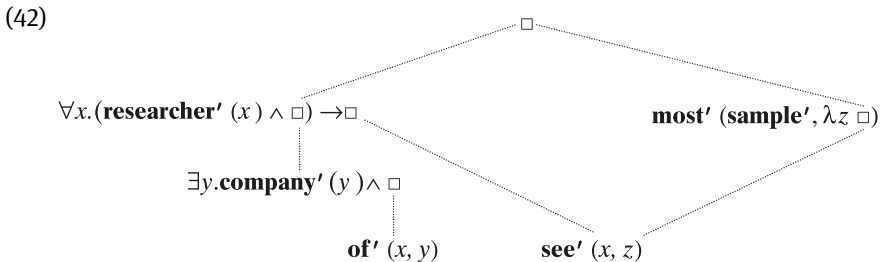 (42)
□
∀x.(researcher′ (x) ∧ □) →□ most′ (sample′, λz □)
∃y.company′ (y)∧ □
of′ (x, y) see′ (x, z)